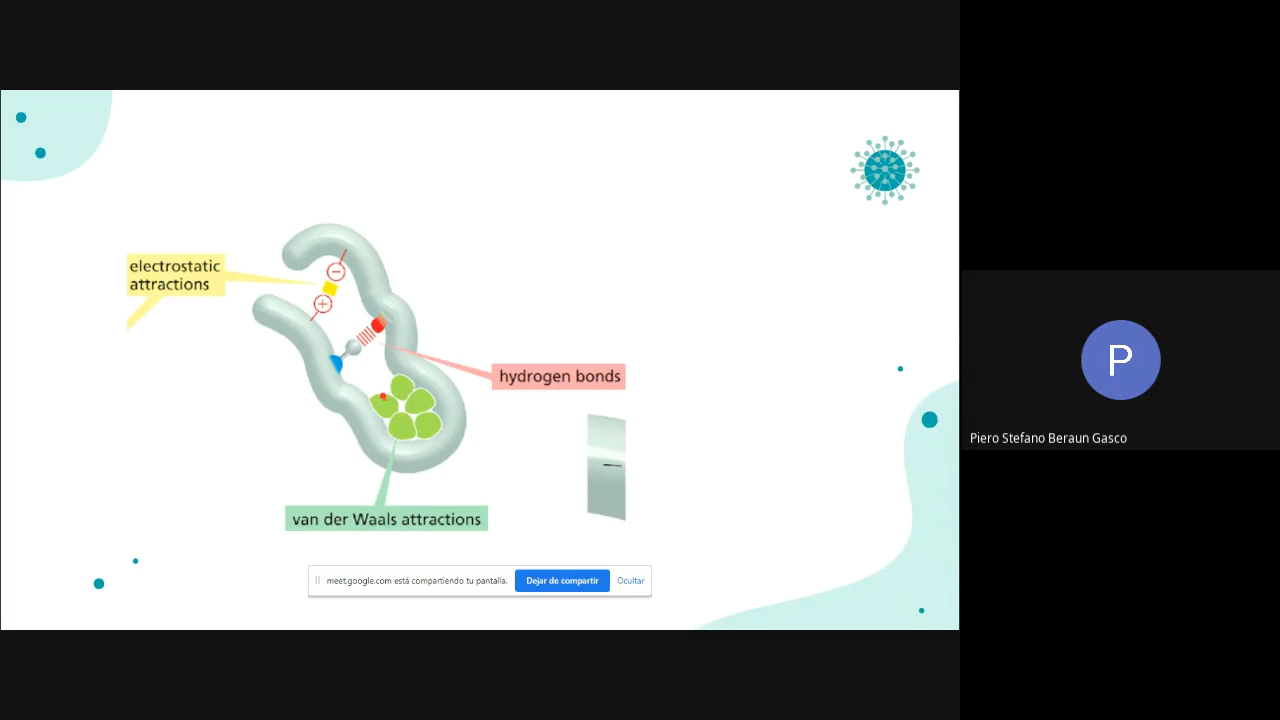 electrostatic
attractions
−
+
hydrogen bonds
van der Waals attractions
meet.google.com está compartiendo tu pantalla. Dejar de compartir Ocultar
P
Piero Stefano Beraun Gasco